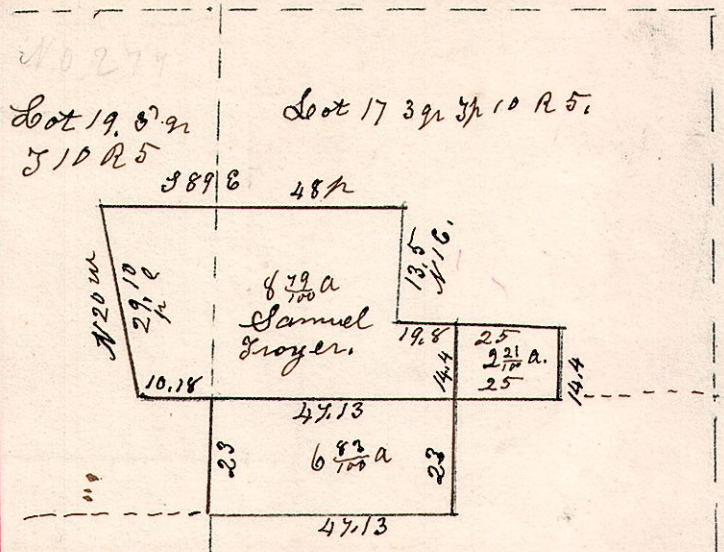 No 277
Lot 19. 3 qr
T 10 R 5
Lot 17 3 qr Tp 10 R 5.
S 89 E 48 p
N 20 W
29.10
13.5
N 1 E.
8 79/100 a
Samuel
Troyer.
19.8
25
2 21/100 a.
25
14.4
14.4
10.18
47.13
23
6 83/100 a
23
47.13